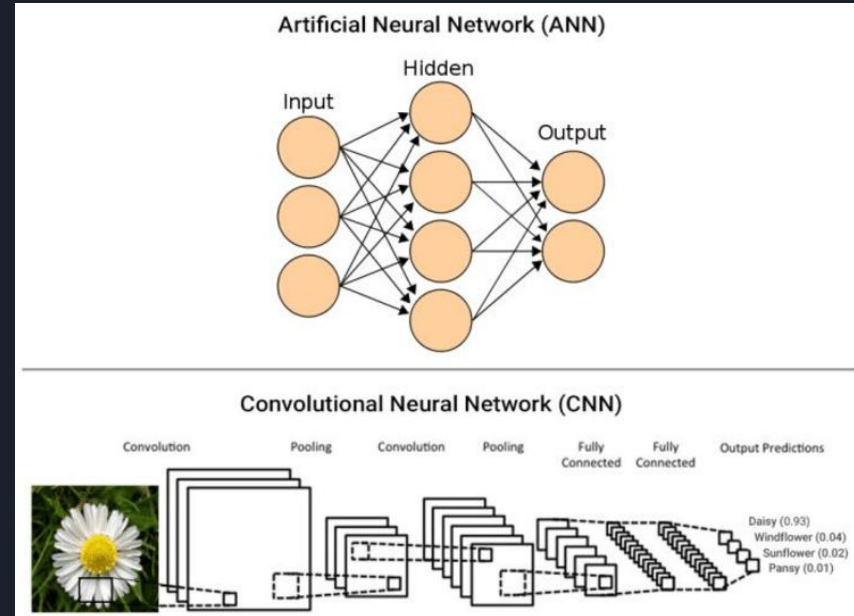 Artificial Neural Network (ANN)
Hidden
Input
Output
Convolutional Neural Network (CNN)
Convolution
Pooling
Convolution
Pooling
Fully
Connected
Fully
Connected
Output Predictions
Daisy (0.93)
Windflower (0.04)
Sunflower (0.02)
Pansy (0.01)